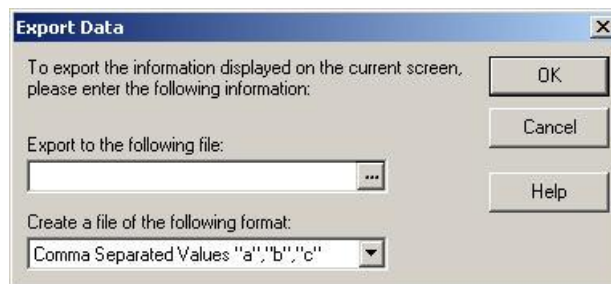 Export Data
To export the information displayed on the current screen,
please enter the following information:
OK
Cancel
Export to the following file:
...
Help
Create a file of the following format:
Comma Separated Values "a","b","c"